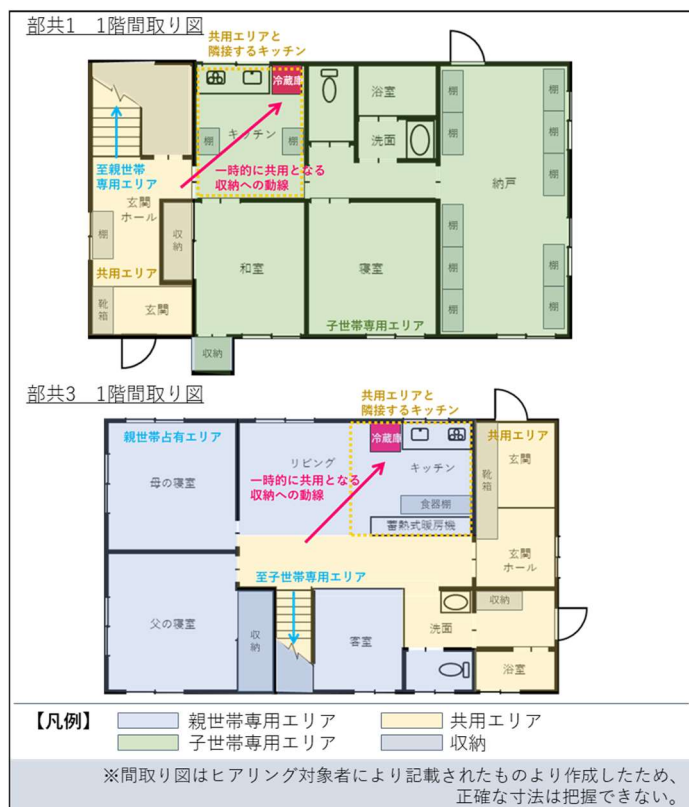 部共1　1階間取り図
共用エリアと
隣接するキッチン
冷蔵庫
浴室
棚
棚
キッチン
棚
棚
洗面
棚
棚
至親世帯
専用エリア
一時的に共用となる
収納への動線
納戸
玄関
ホール
棚
収納
棚
和室
寝室
棚
棚
共用エリア
靴箱
玄関
棚
棚
子世帯専用エリア
収納
部共3　1階間取り図
共用エリアと
隣接するキッチン
親世帯占有エリア
冷蔵庫
共用エリア
リビング
キッチン
靴箱
玄関
母の寝室
一時的に共用となる
収納への動線
食器棚
蓄熱式暖房機
玄関
ホール
至子世帯専用エリア
収納
父の寝室
収納
客室
洗面
浴室
【凡例】
親世帯専用エリア
共用エリア
子世帯専用エリア
収納
※間取り図はヒアリング対象者により記載されたものより作成したため、
正確な寸法は把握できない。